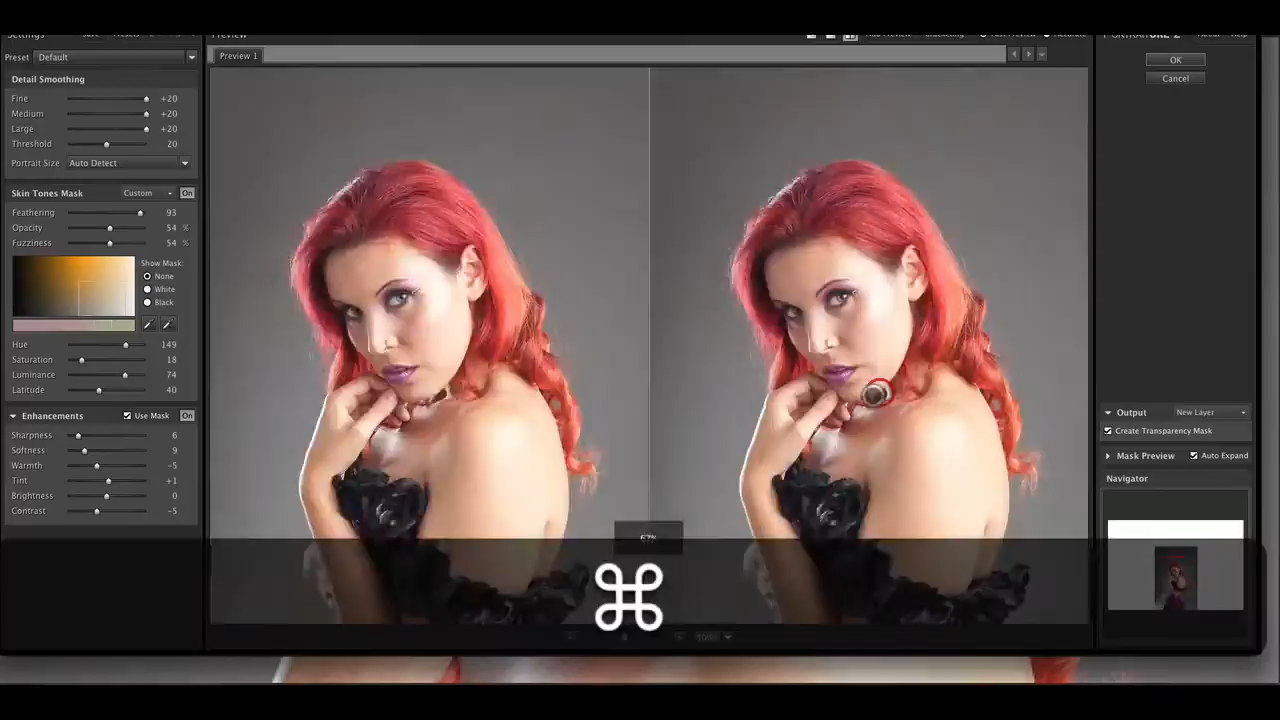 Preset Default
Preview 1
OK
Cancel
Detail Smoothing
Fine +20
Medium +20
Large +20
Threshold 20
Portrait Size Auto Detect
Skin Tones Mask Custom On
Feathering 93
Opacity 54 %
Fuzziness 54 %
Show Mask:
None
White
Black
Hue 149
Saturation 18
Luminance 74
Latitude 40
Enhancements Use Mask On
Sharpness 6
Softness 9
Warmth -5
Tint +1
Brightness 0
Contrast -5
Output New Layer
Create Transparency Mask
Mask Preview Auto Expand
Navigator
67%
⌘
100%